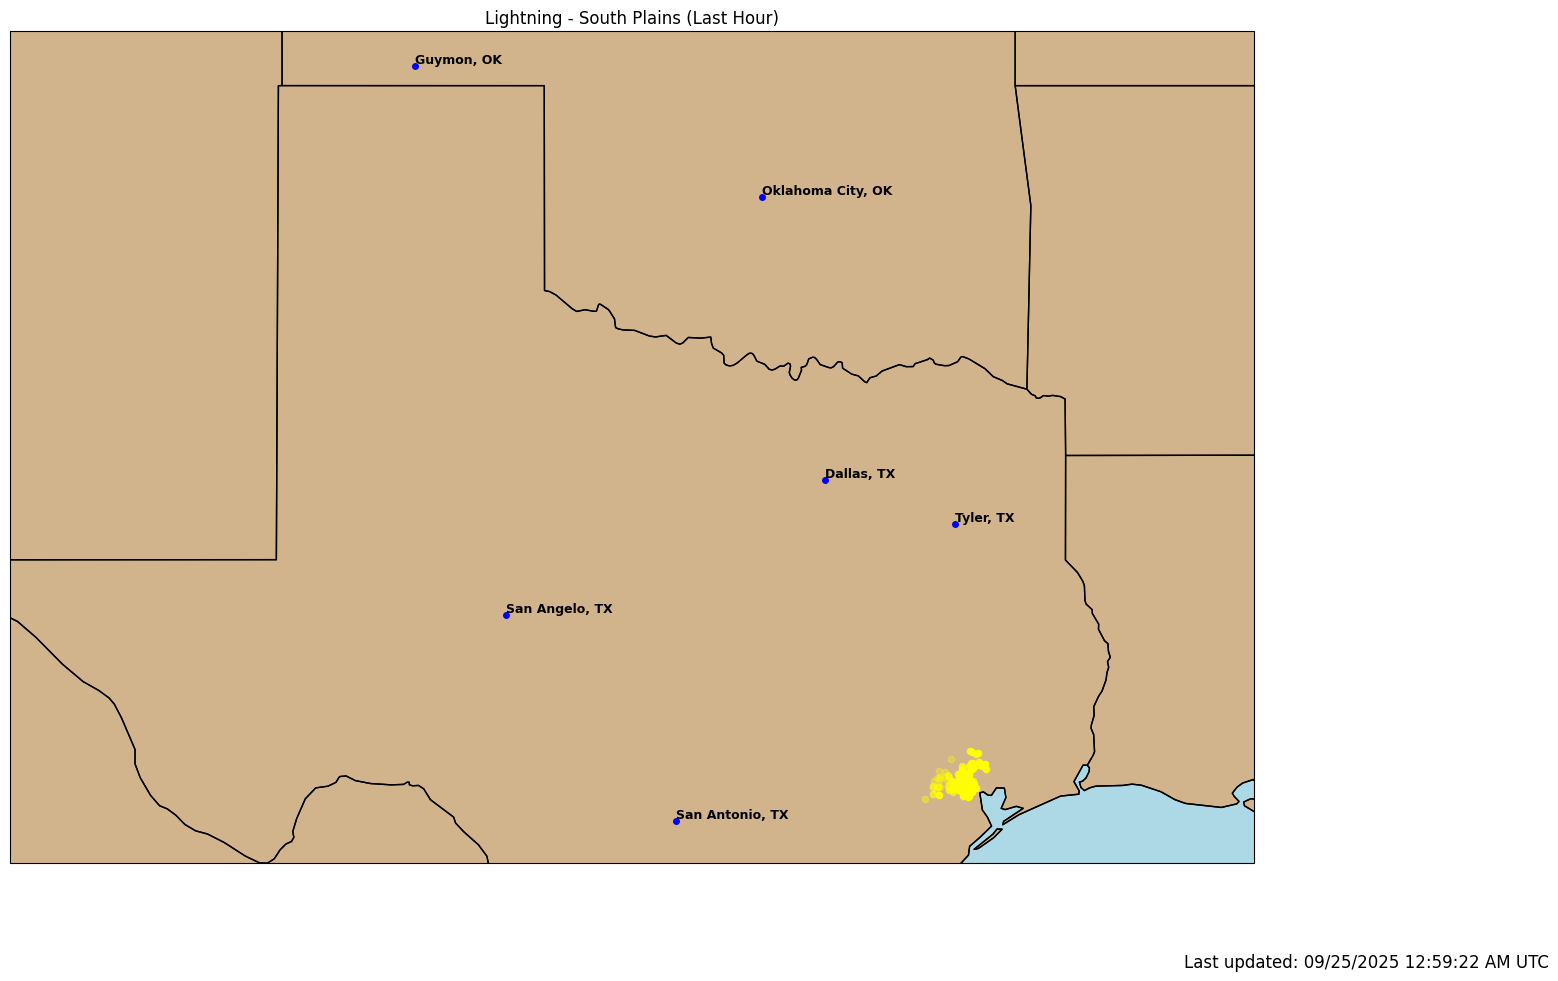 Lightning - South Plains (Last Hour)
Guymon, OK
Oklahoma City, OK
Dallas, TX
Tyler, TX
San Angelo, TX
San Antonio, TX
Last updated: 09/25/2025 12:59:22 AM UTC